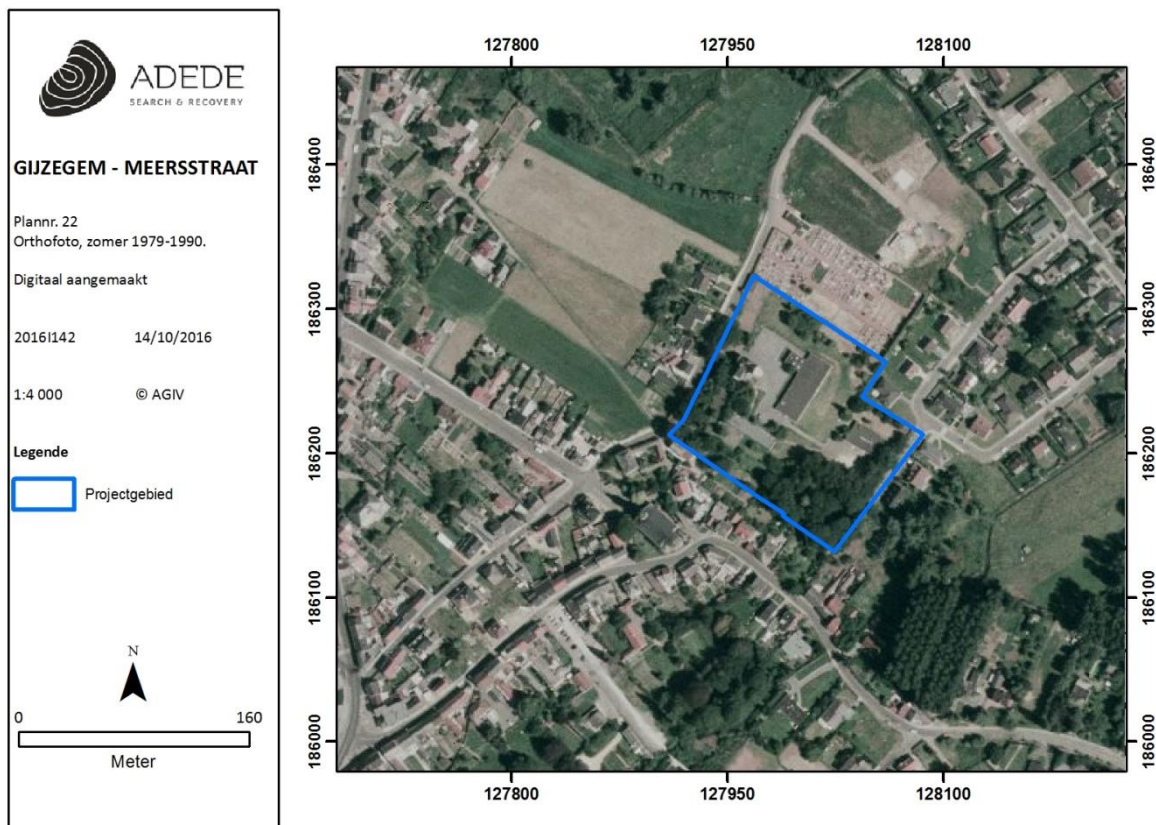 ADEDE
SEARCH & RECOVERY
GIJZEGEM - MEERSSTRAAT
Plannr. 22
Orthofoto, zomer 1979-1990.
Digitaal aangemaakt
2016I142 14/10/2016
1:4 000 © AGIV
Legende
Projectgebied
N
0 160
Meter
127800 127950 128100
186400 186400
186300 186300
186200 186200
186100 186100
186000 186000
127800 127950 128100